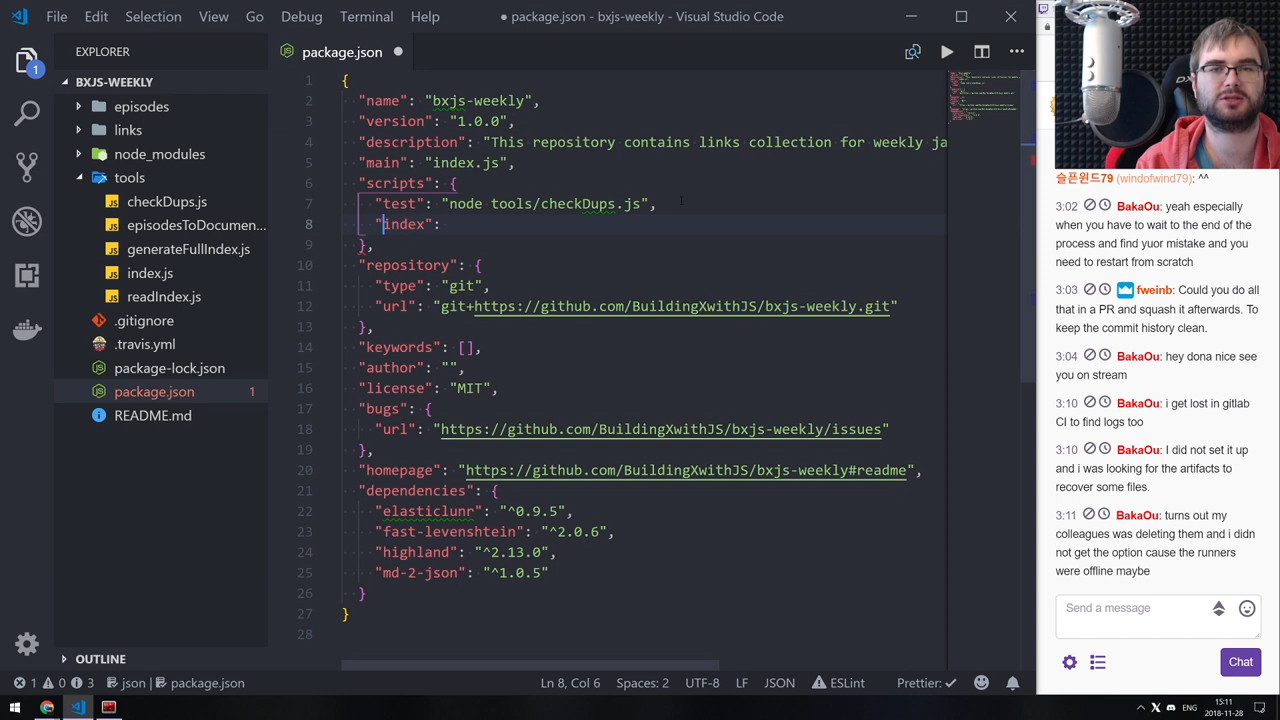 File Edit Selection View Go Debug Terminal Help
● package.json - bxjs-weekly - Visual Studio Code
EXPLORER
BXJS-WEEKLY
episodes
links
node_modules
tools
checkDups.js
episodesToDocumen...
generateFullIndex.js
index.js
readIndex.js
.gitignore
.travis.yml
package-lock.json
package.json 1
README.md
OUTLINE
1
package.json
1 {
2 "name": "bxjs-weekly",
3 "version": "1.0.0",
4 "description": "This repository contains links collection for weekly ja
5 "main": "index.js",
6 "scripts": {
7 "test": "node tools/checkDups.js",
8 "index":
9 },
10 "repository": {
11 "type": "git",
12 "url": "git+https://github.com/BuildingXwithJS/bxjs-weekly.git"
13 },
14 "keywords": [],
15 "author": "",
16 "license": "MIT",
17 "bugs": {
18 "url": "https://github.com/BuildingXwithJS/bxjs-weekly/issues"
19 },
20 "homepage": "https://github.com/BuildingXwithJS/bxjs-weekly#readme",
21 "dependencies": {
22 "elasticlunr": "^0.9.5",
23 "fast-levenshtein": "^2.0.6",
24 "highland": "^2.13.0",
25 "md-2-json": "^1.0.5"
26 }
27 }
28
1 0 3 json package.json Ln 8, Col 6 Spaces: 2 UTF-8 LF JSON ESLint Prettier: ✓
슬픈윈드79 (windofwind79): ^^
3:02 BakaOu: yeah especially
when you have to wait to the end of the
process and find yuor mistake and you
need to restart from scratch
3:03 fweinb: Could you do all
that in a PR and squash it afterwards. To
keep the commit history clean.
3:04 BakaOu: hey dona nice see
you on stream
3:10 BakaOu: i get lost in gitlab
CI to find logs too
3:10 BakaOu: I did not set it up
and i was looking for the artifacts to
recover some files.
3:11 BakaOu: turns out my
colleagues was deleting them and i didn
not get the option cause the runners
were offline maybe
Send a message
Chat
ENG
15:11
2018-11-28